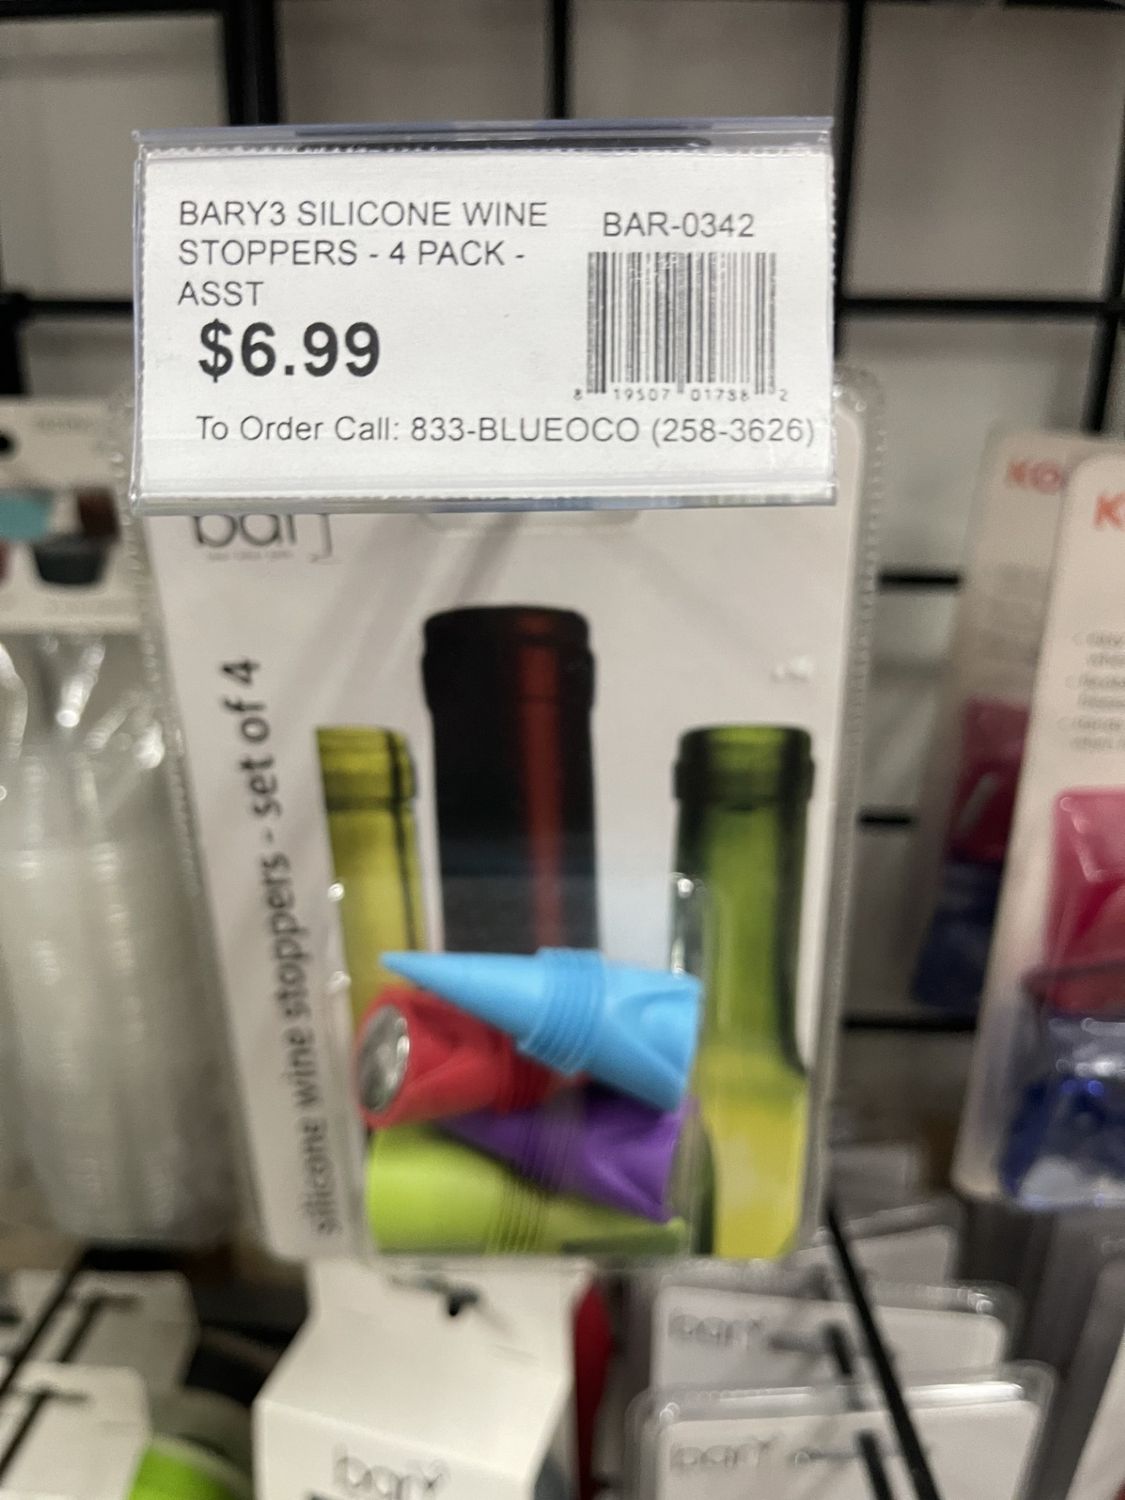 BARY3 SILICONE WINE
STOPPERS - 4 PACK -
ASST
$6.99
BAR-0342
8 19507 01788 2
To Order Call: 833-BLUEOCO (258-3626)
silicone wine stoppers - set of 4